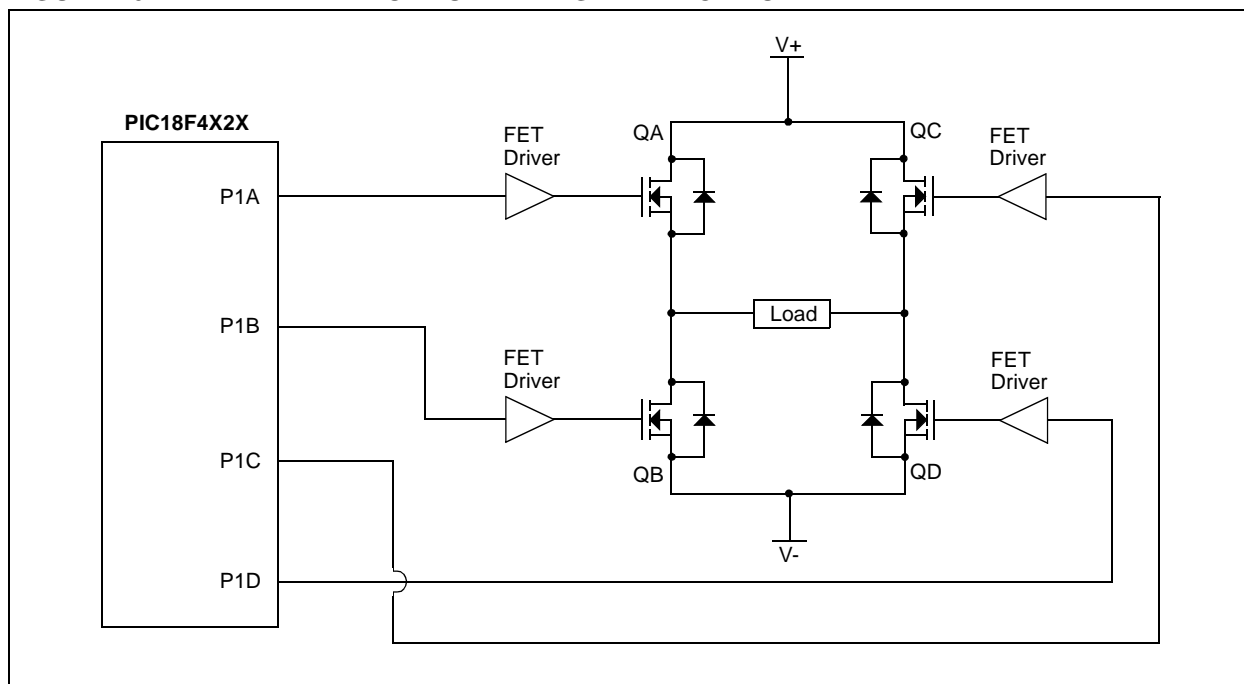 V+
PIC18F4X2X
FET
Driver
QA
QC
FET
Driver
P1A
Load
P1B
FET
Driver
FET
Driver
P1C
QB
QD
V-
P1D